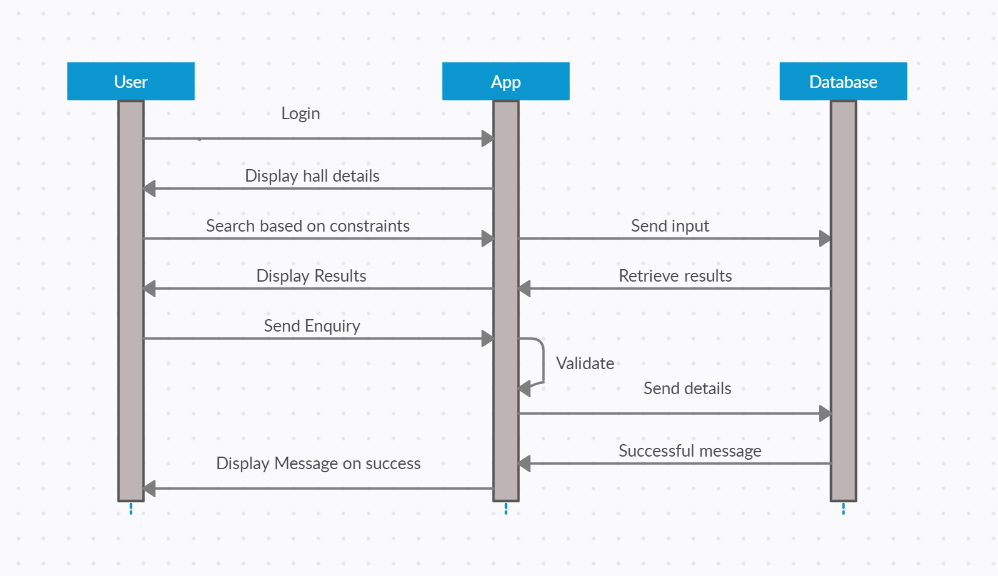 User
App
Database
Login
Display hall details
Search based on constraints
Send input
Display Results
Retrieve results
Send Enquiry
Validate
Send details
Successful message
Display Message on success